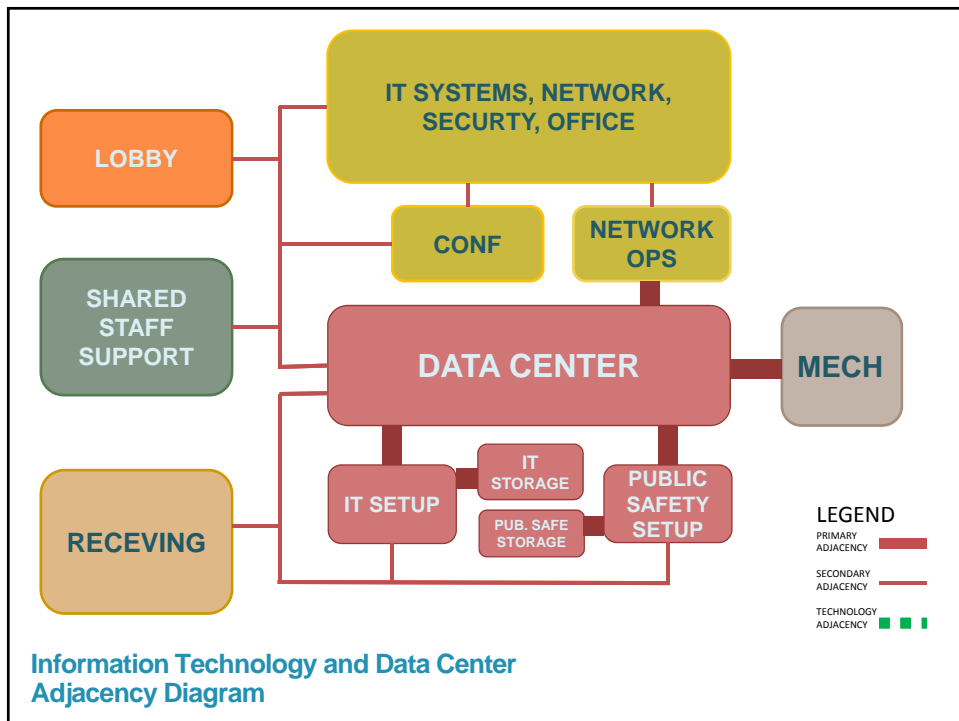 IT SYSTEMS, NETWORK,
SECURTY, OFFICE
LOBBY
CONF
NETWORK
OPS
SHARED
STAFF
SUPPORT
DATA CENTER
MECH
IT SETUP
IT
STORAGE
PUB. SAFE
STORAGE
PUBLIC
SAFETY
SETUP
RECEVING
LEGEND
PRIMARY
ADJACENCY
SECONDARY
ADJACENCY
TECHNOLOGY
ADJACENCY
Information Technology and Data Center
Adjacency Diagram